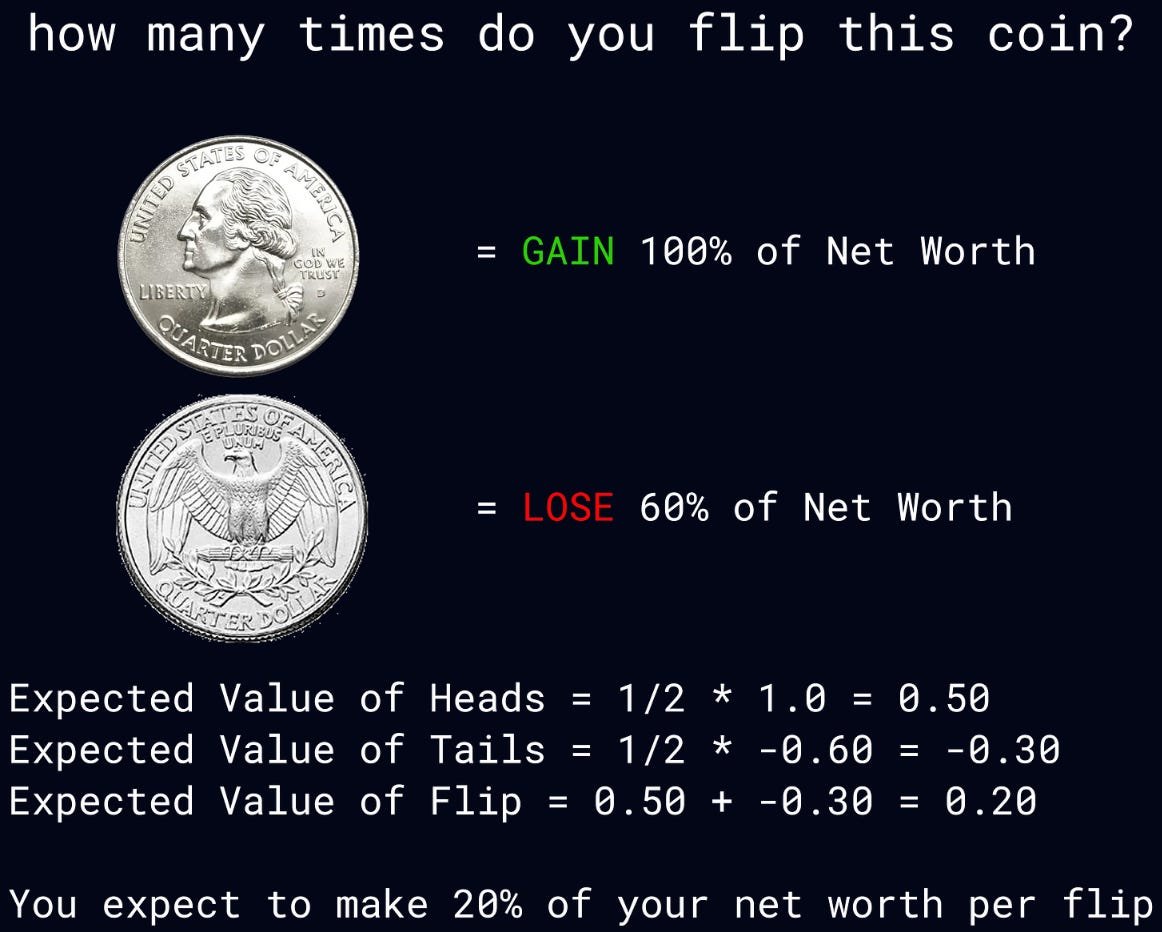 how many times do you flip this coin?
UNITED STATES OF AMERICA
IN
GOD WE
TRUST
LIBERTY
D
QUARTER DOLLAR
= GAIN 100% of Net Worth
UNITED STATES OF AMERICA
E PLURIBUS
UNUM
QUARTER DOLLAR
= LOSE 60% of Net Worth
Expected Value of Heads = 1/2 * 1.0 = 0.50
Expected Value of Tails = 1/2 * -0.60 = -0.30
Expected Value of Flip = 0.50 + -0.30 = 0.20
You expect to make 20% of your net worth per flip